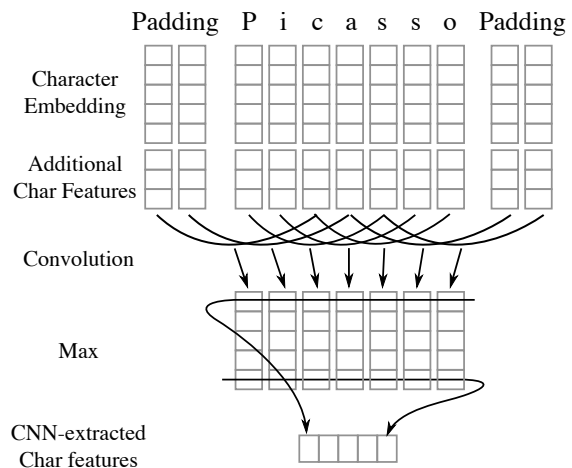 Padding P i c a s s o Padding
Character
Embedding
Additional
Char Features
Convolution
Max
CNN-extracted
Char features